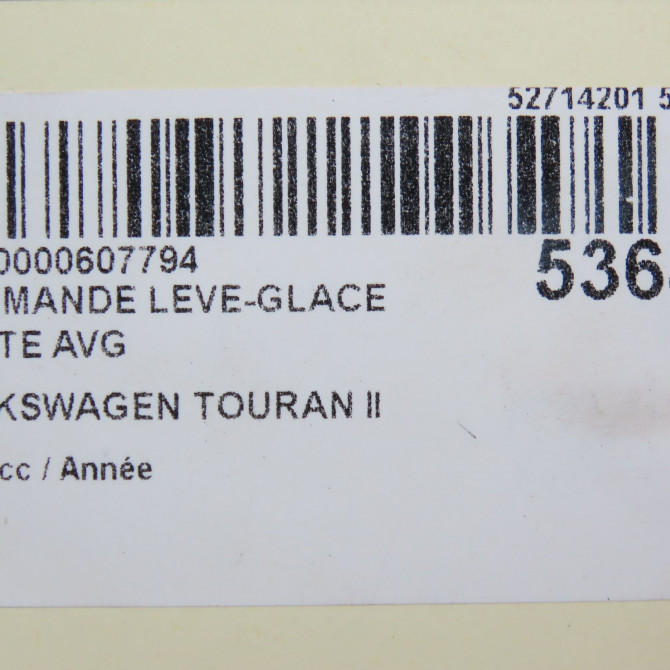 52714201 5
0000607794
536
MANDE LEVE-GLACE
TE AVG
KSWAGEN TOURAN II
cc / Année